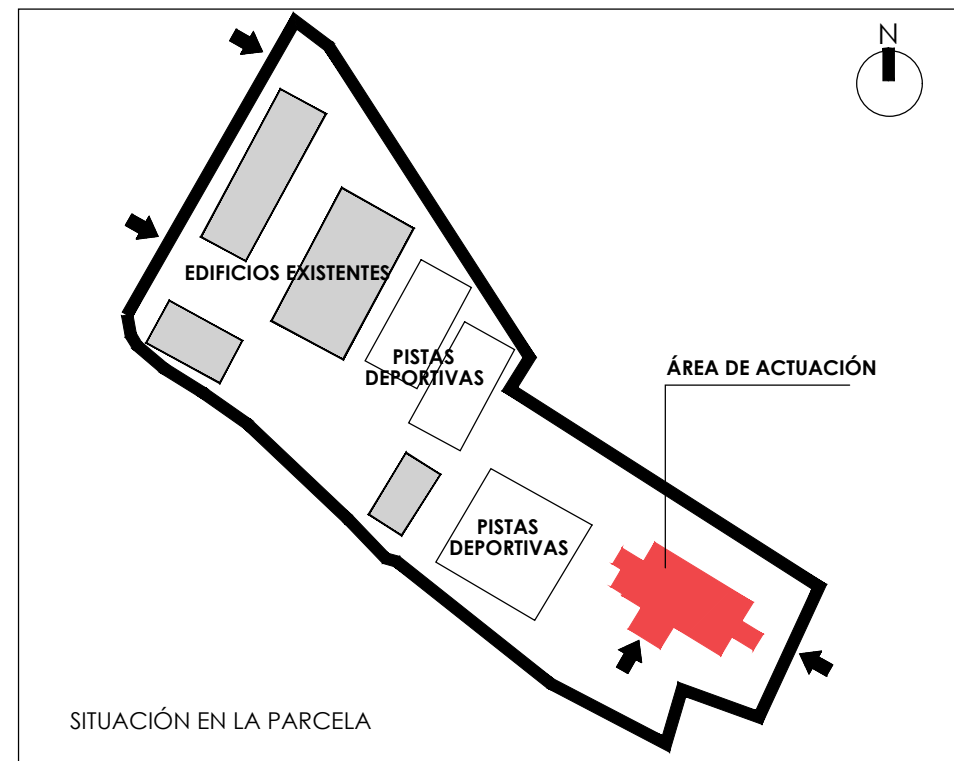 N
EDIFICIOS EXISTENTES
PISTAS
DEPORTIVAS
ÁREA DE ACTUACIÓN
PISTAS
DEPORTIVAS
SITUACIÓN EN LA PARCELA